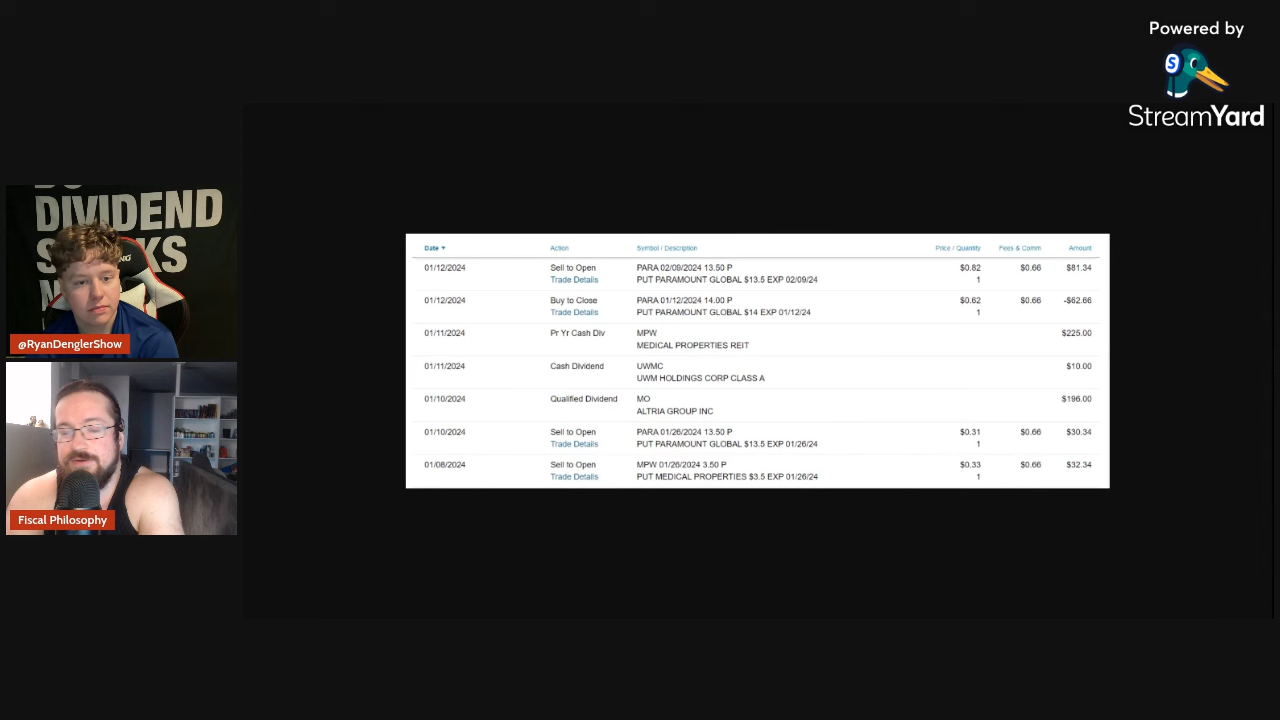 Powered by
S
StreamYard
DIVIDEND
@RyanDenglerShow
Fiscal Philosophy
Date Action Symbol / Description Price / Quantity Fees & Comm Amount
01/12/2024 Sell to Open PARA 02/09/2024 13.50 P $0.82 $0.66 $81.34
Trade Details PUT PARAMOUNT GLOBAL $13.5 EXP 02/09/24 1
01/12/2024 Buy to Close PARA 01/12/2024 14.00 P $0.62 $0.66 -$62.66
Trade Details PUT PARAMOUNT GLOBAL $14 EXP 01/12/24 1
01/11/2024 Pr Yr Cash Div MPW $225.00
MEDICAL PROPERTIES REIT
01/11/2024 Cash Dividend UWMC $10.00
UWM HOLDINGS CORP CLASS A
01/10/2024 Qualified Dividend MO $196.00
ALTRIA GROUP INC
01/10/2024 Sell to Open PARA 01/26/2024 13.50 P $0.31 $0.66 $30.34
Trade Details PUT PARAMOUNT GLOBAL $13.5 EXP 01/26/24 1
01/08/2024 Sell to Open MPW 01/26/2024 3.50 P $0.33 $0.66 $32.34
Trade Details PUT MEDICAL PROPERTIES $3.5 EXP 01/26/24 1